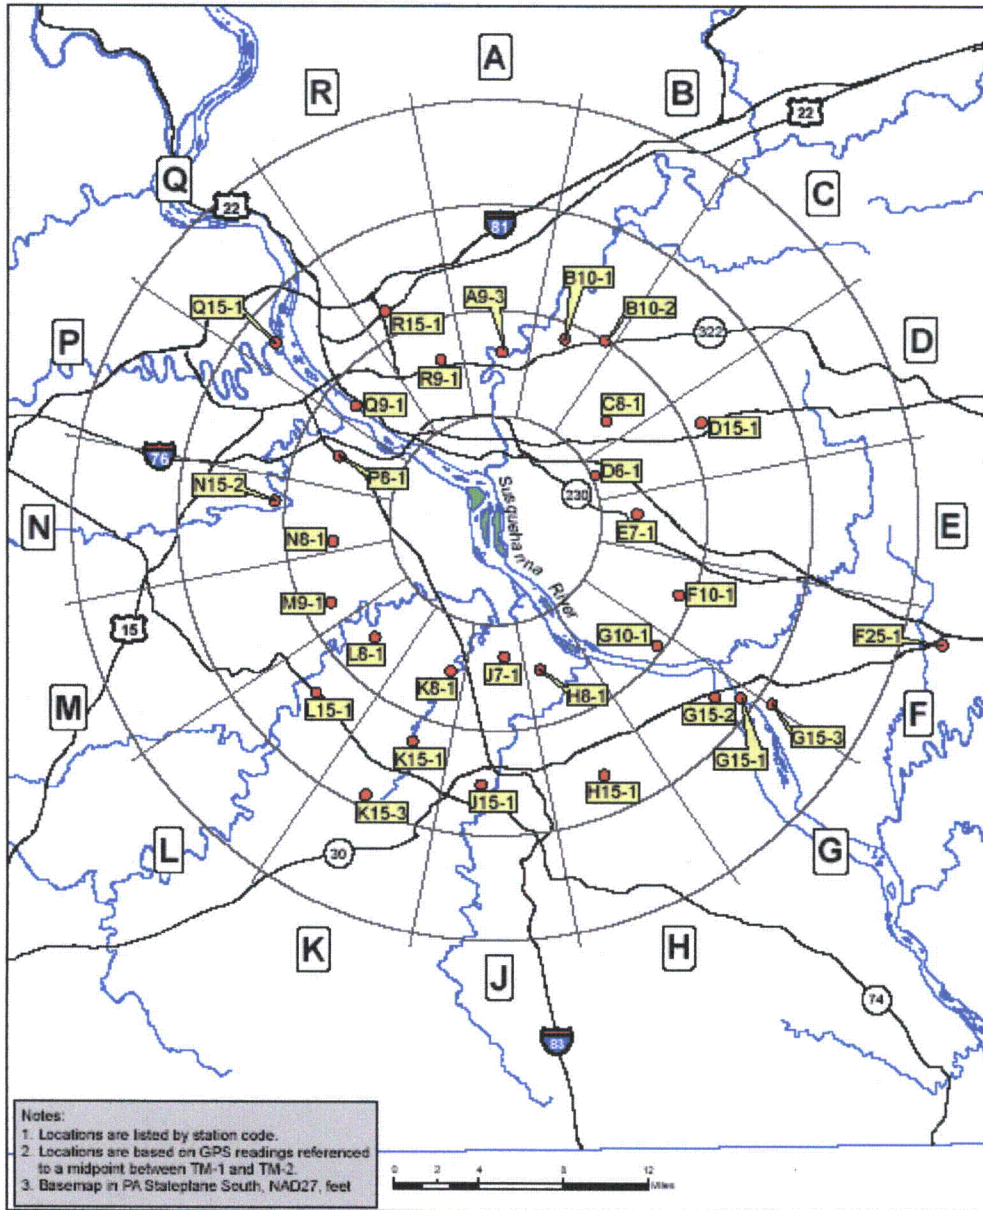 A
R
B
22
C
Q
22
81
B10-1
A9-3
B10-2
Q15-1
R15-1
322
P
D
R9-1
Q9-1
C8-1
D15-1
76
P8-1
D6-1
N15-2
230
Susquehanna River
N
E7-1
E
N8-1
M9-1
F10-1
15
G10-1
F25-1
L8-1
K8-1
J7-1
H8-1
M
L15-1
G15-2
F
G15-3
K15-1
G15-1
K15-3
J15-1
H15-1
L
30
G
K
H
J
74
83
Notes:
1. Locations are listed by station code.
2. Locations are based on GPS readings referenced
to a midpoint between TM-1 and TM-2.
3. Basemap in PA Stateplane South, NAD27, feet
0 2 4 8 12
Miles